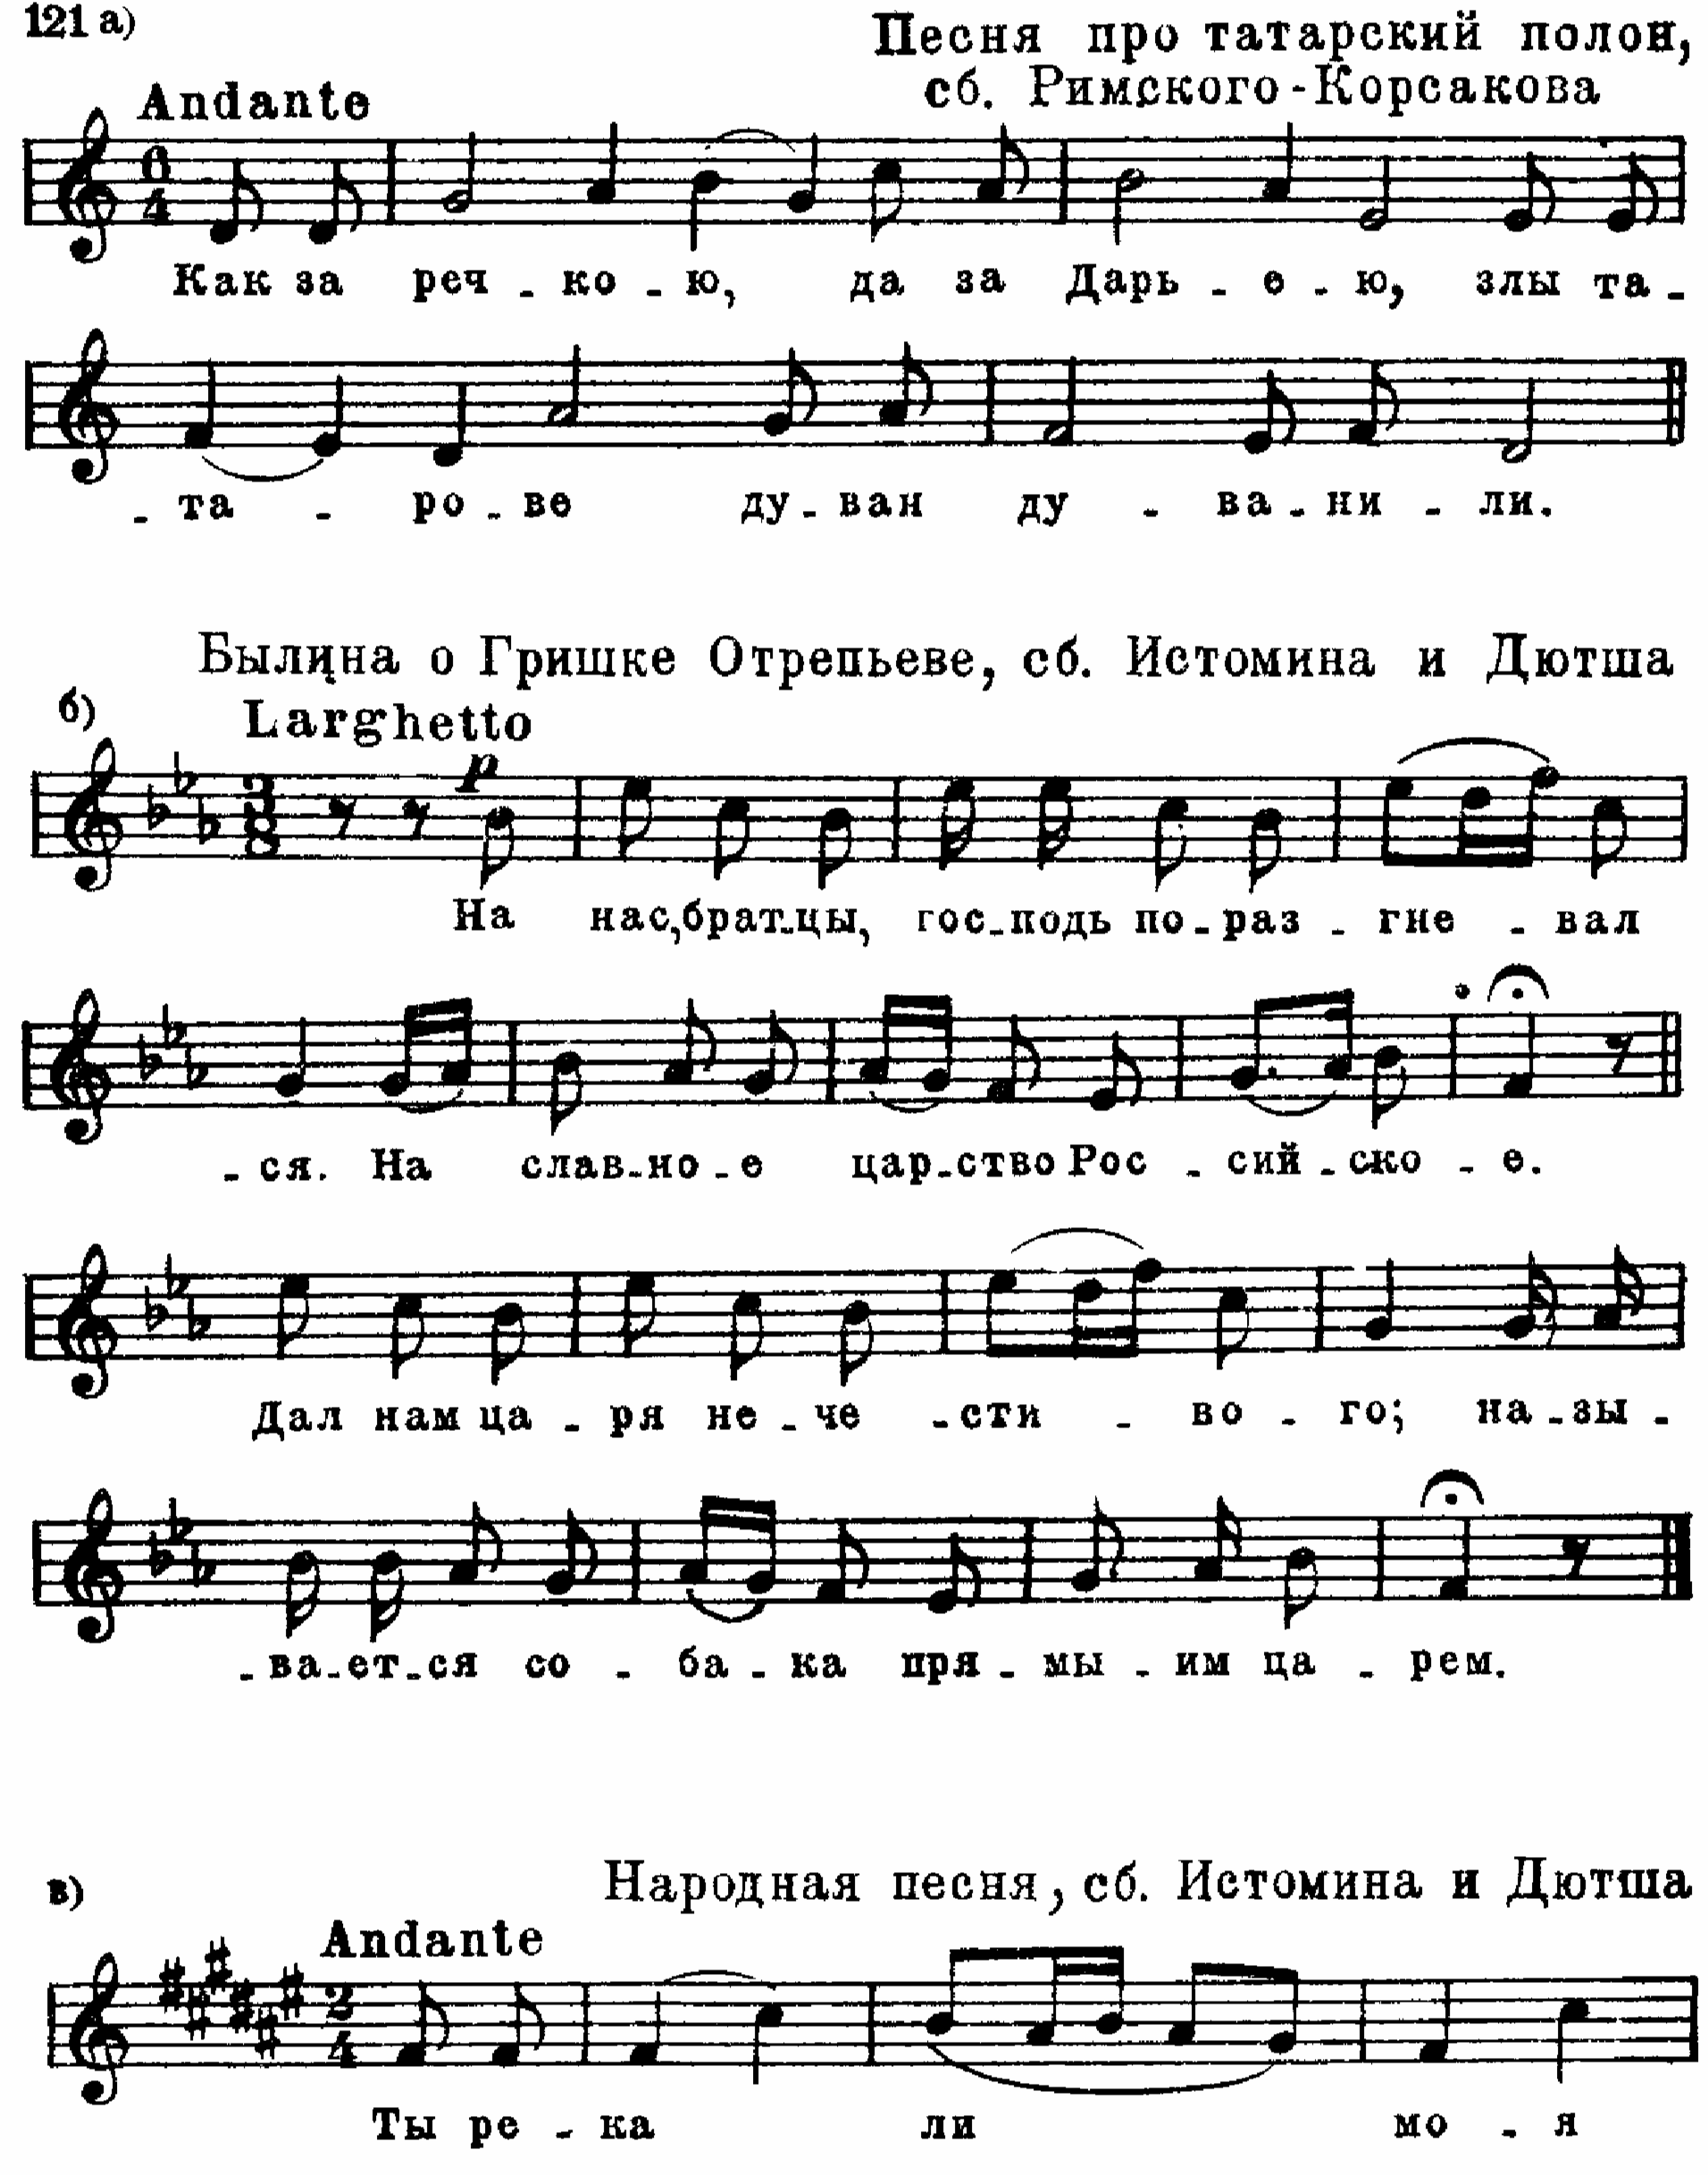 121 а)
Песня про татарский полон,
сб. Римского-Корсакова
Andante
6
4
Как за реч - ко - ю, да за Дарь - е - ю, злы та -
- та - ро - ве ду - ван ду - ва - ни - ли.
Былина о Гришке Отрепьеве, сб. Истомина и Дютша
б)
Larghetto
p
3
8
На нас, брат-цы, гос-подь по-раз - гне - вал
- ся. На слав-но-е цар-ство Рос - сий-ско - е.
Дал нам ца - ря не - че - сти - во - го; на-зы -
- ва-ет-ся со - ба - ка пря - мы - им ца - рем.
в)
Народная песня, сб. Истомина и Дютша
Andante
2
4
Ты ре - ка ли мо - я